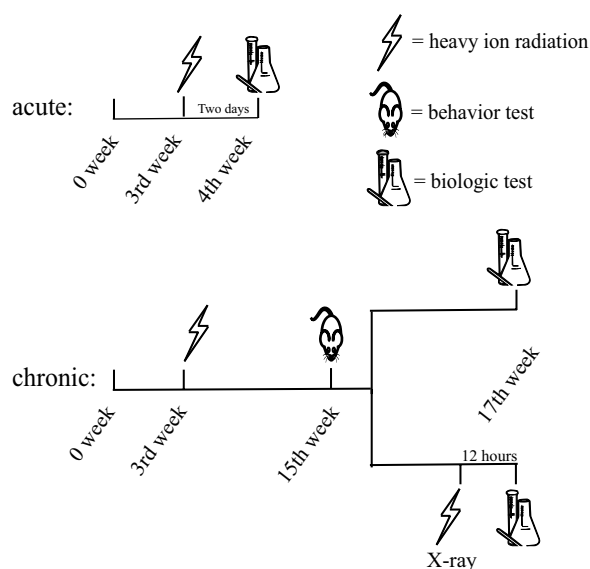 = heavy ion radiation
acute:
Two days
0 week
3rd week
4th week
= behavior test
= biologic test
chronic:
0 week
3rd week
15th week
17th week
12 hours
X-ray